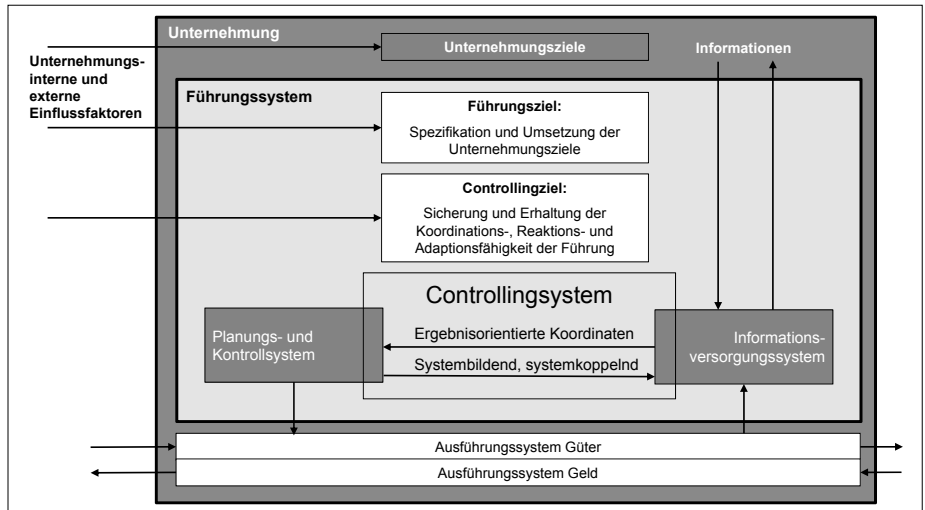 Unternehmung
Unternehmungsziele
Informationen
Unternehmungs-
interne und
externe
Einflussfaktoren
Führungssystem
Führungsziel:
Spezifikation und Umsetzung der
Unternehmungsziele
Controllingziel:
Sicherung und Erhaltung der
Koordinations-, Reaktions- und
Adaptionsfähigkeit der Führung
Controllingsystem
Planungs- und
Kontrollsystem
Ergebnisorientierte Koordinaten
Systembildend, systemkoppelnd
Informations-
versorgungssystem
Ausführungssystem Güter
Ausführungssystem Geld